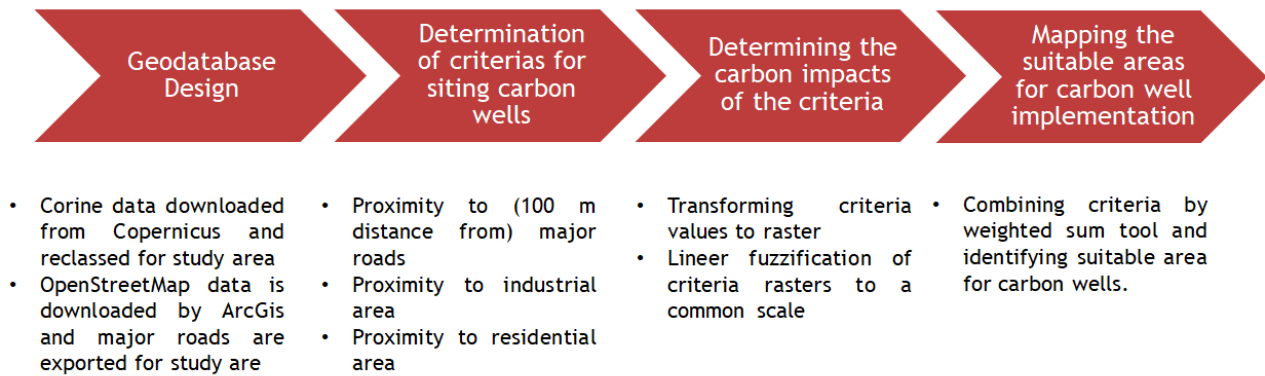 Geodatabase
Design
Determination
of criterias for
siting carbon
wells
Determining the
carbon impacts
of the criteria
Mapping the
suitable areas
for carbon well
implementation
• Corine data downloaded
from Copernicus and
reclassed for study area
• OpenStreetMap data is
downloaded by ArcGis
and major roads are
exported for study are
• Proximity to (100 m
distance from) major
roads
• Proximity to industrial
area
• Proximity to residential
area
• Transforming criteria
values to raster
• Lineer fuzzification of
criteria rasters to a
common scale
• Combining criteria by
weighted sum tool and
identifying suitable area
for carbon wells.